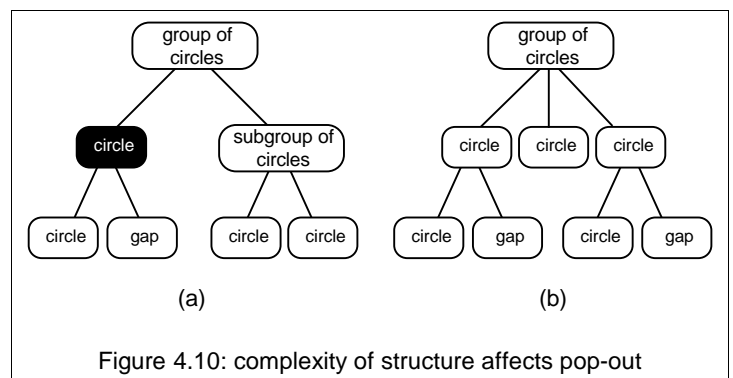 group of
circles
group of
circles
circle
subgroup of
circles
circle
circle
circle
circle
gap
circle
circle
circle
gap
circle
gap
(a)
(b)
Figure 4.10: complexity of structure affects pop-out